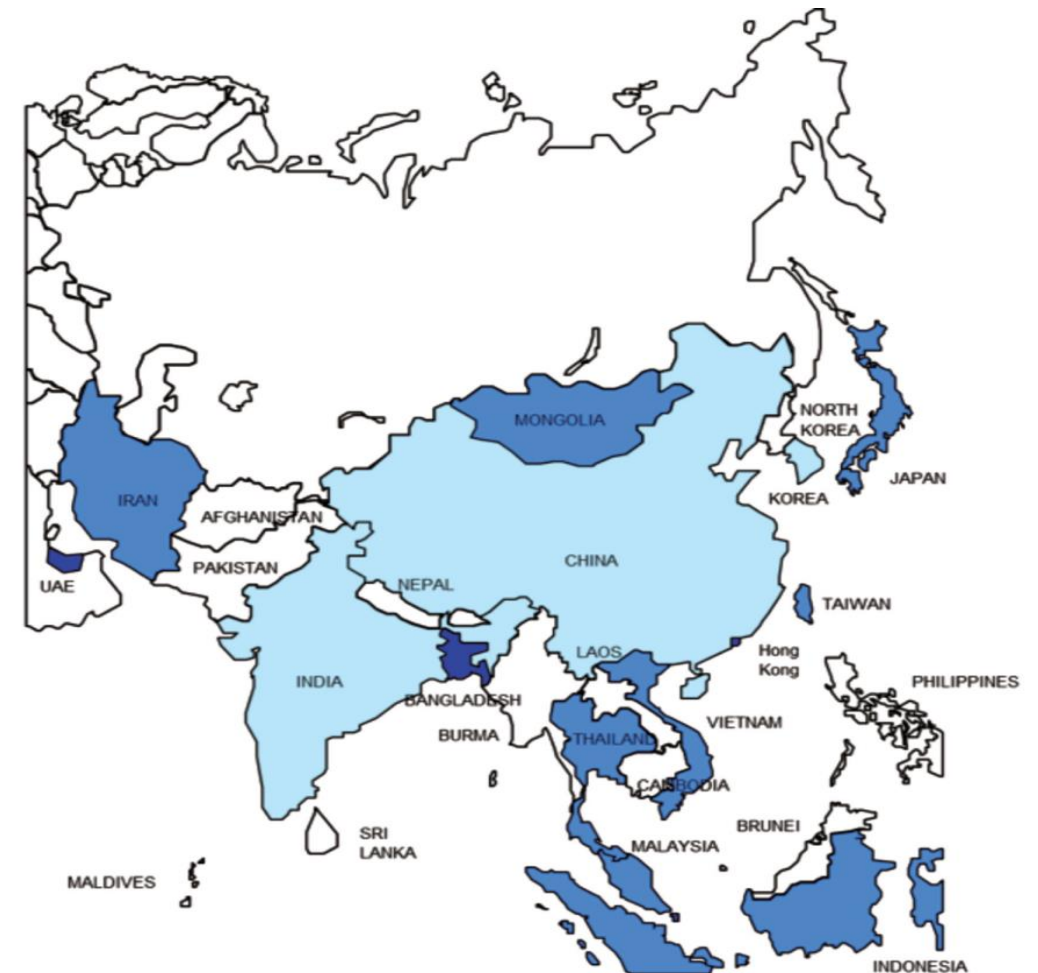 MONGOLIA
NORTH
KOREA
JAPAN
KOREA
IRAN
AFGHANISTAN
PAKISTAN
UAE
CHINA
NEPAL
TAIWAN
LAOS
Hong
Kong
INDIA
PHILIPPINES
BANGLADESH
VIETNAM
BURMA
THAILAND
CAMBODIA
BRUNEI
SRI
LANKA
MALAYSIA
MALDIVES
INDONESIA